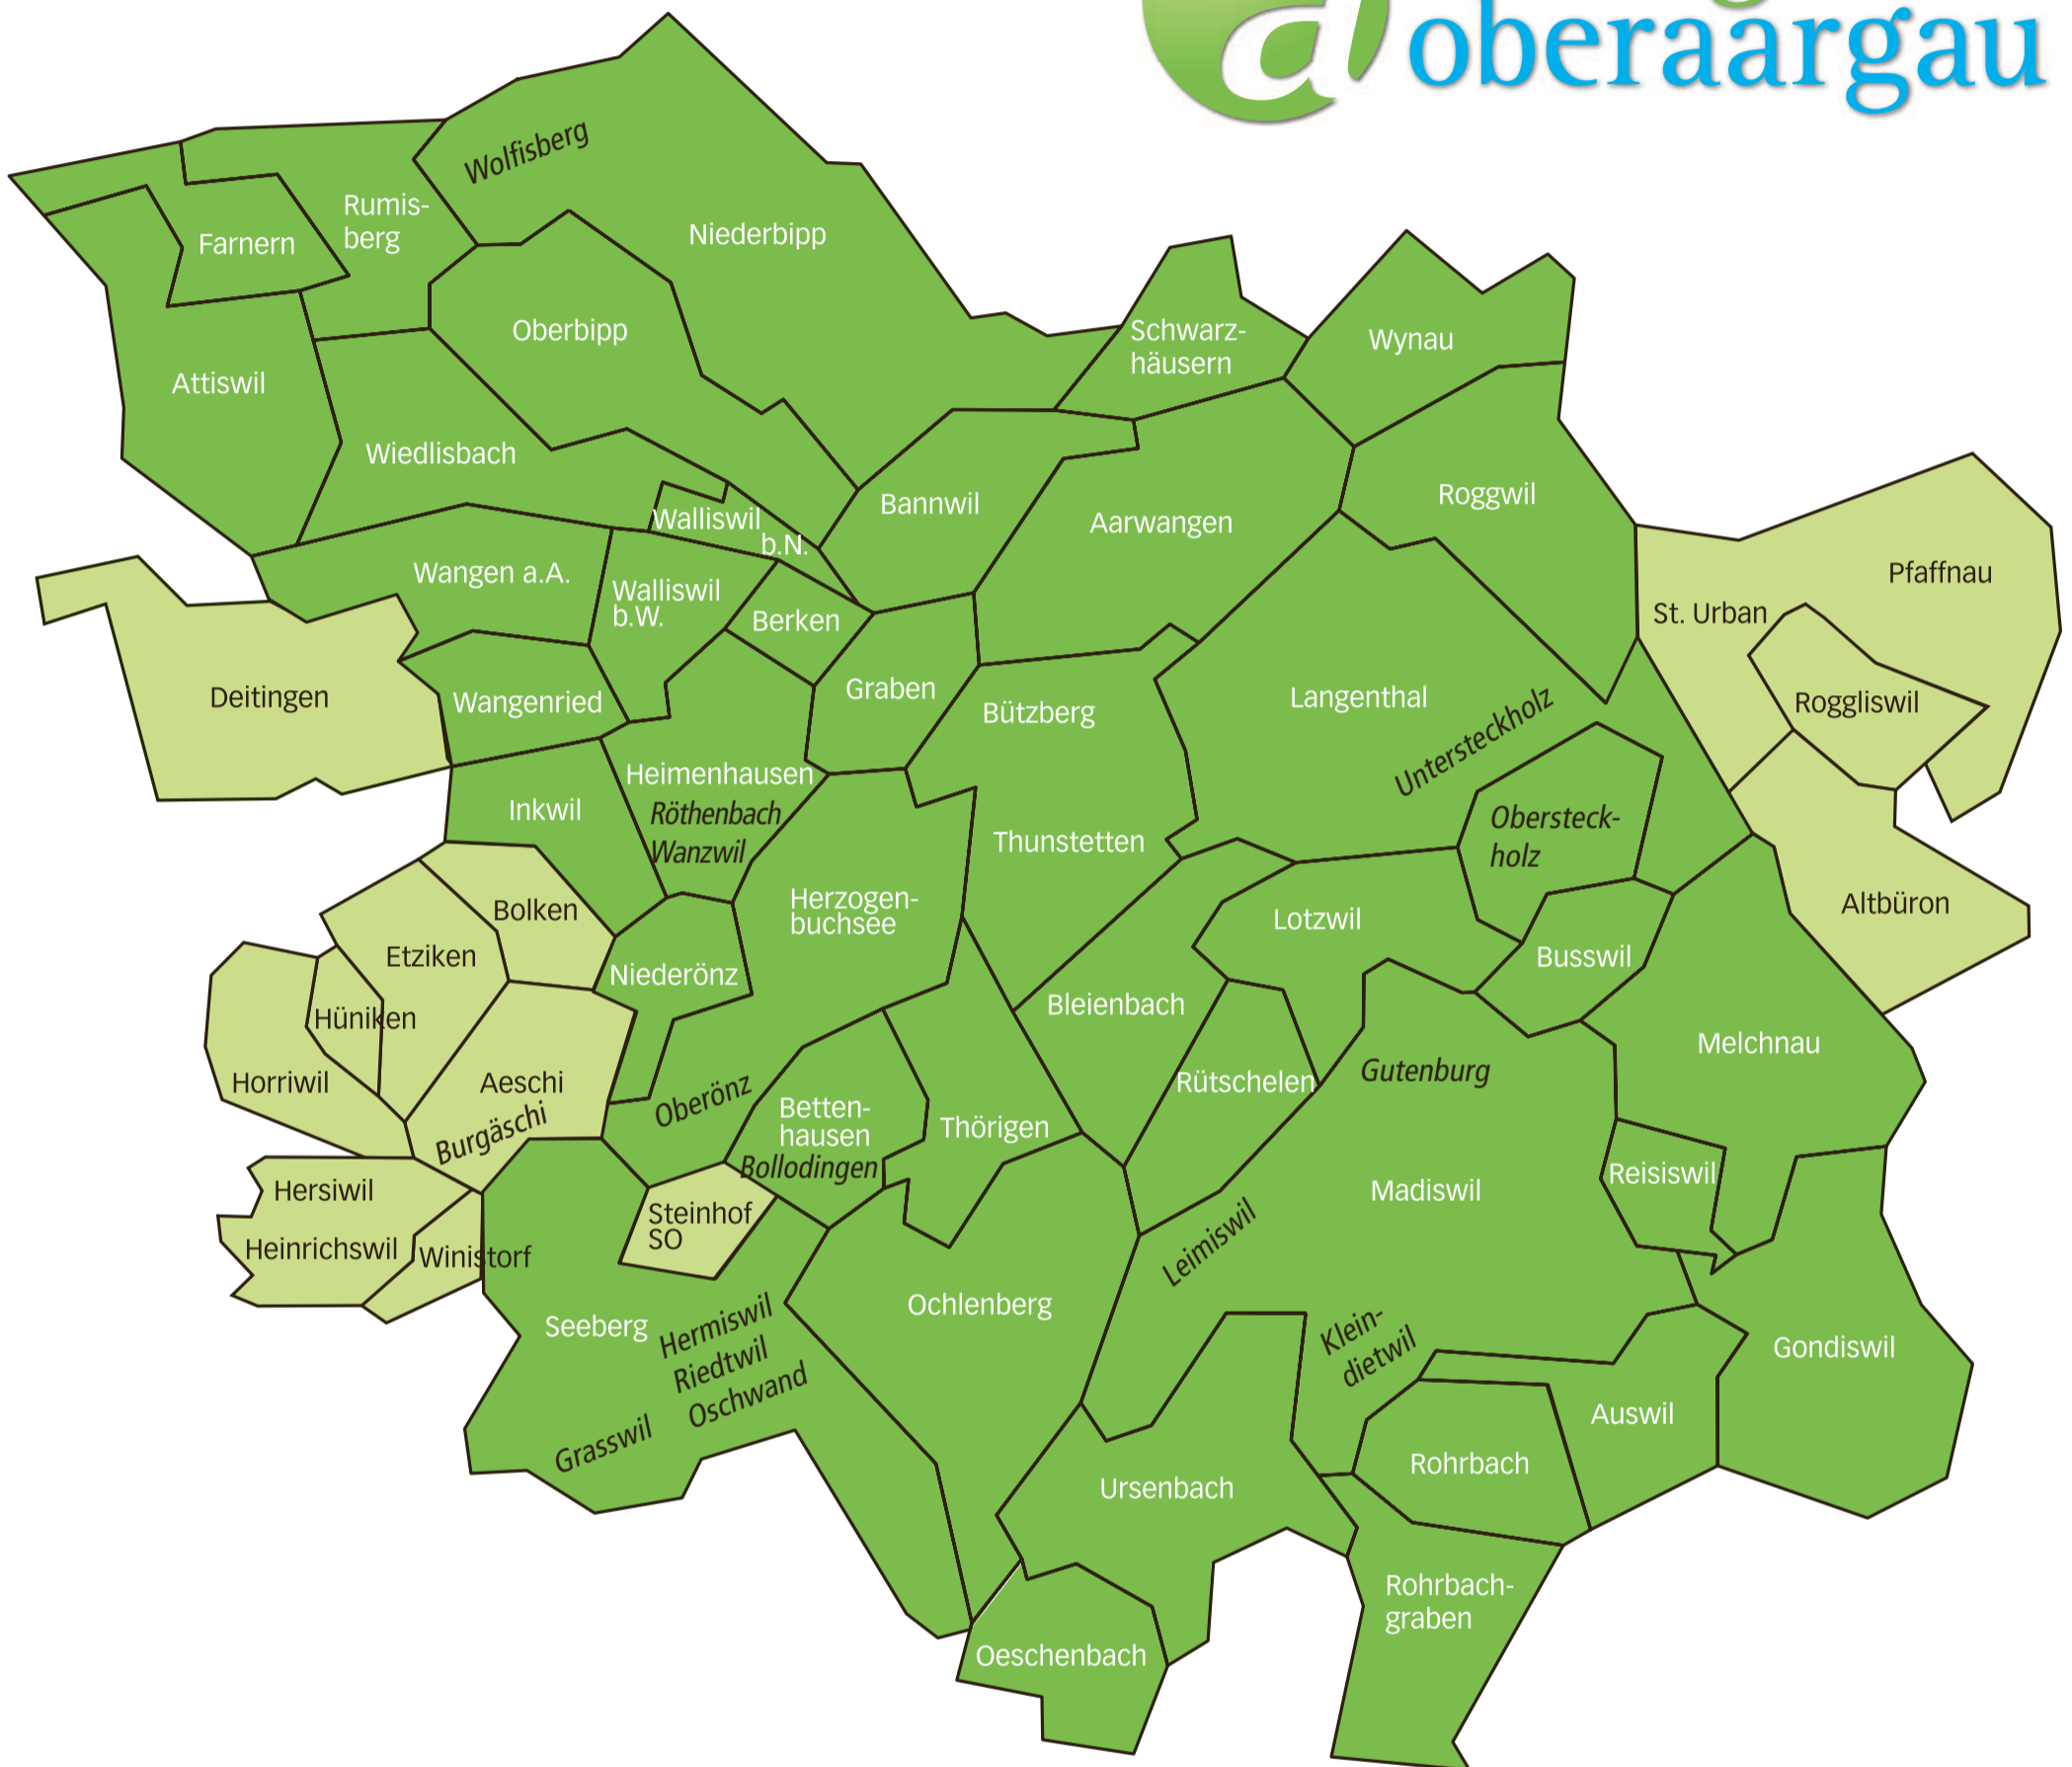 a oberaargau
Wolfisberg
Rumis-
berg
Farnern
Niederbipp
Oberbipp
Schwarz-
häusern
Wynau
Attiswil
Wiedlisbach
Bannwil
Roggwil
Walliswil
b.N.
Aarwangen
Wangen a.A.
Pfaffnau
Walliswil
b.W.
Berken
St. Urban
Deitingen
Wangenried
Graben
Bützberg
Langenthal
Roggliswil
Untersteckholz
Heimenhausen
Röthenbach
Wanzwil
Inkwil
Thunstetten
Obersteck-
holz
Bolken
Herzogen-
buchsee
Lotzwil
Altbüron
Etziken
Niederönz
Busswil
Hüniken
Bleienbach
Melchnau
Horriwil
Aeschi
Burgäschi
Oberönz
Betten-
hausen
Bollodingen
Thörigen
Rütschelen
Gutenburg
Hersiwil
Reisiswil
Madiswil
Steinhof
SO
Heinrichswil
Winistorf
Leimiswil
Seeberg
Hermiswil
Riedtwil
Oschwand
Grasswil
Ochlenberg
Klein-
dietwil
Gondiswil
Auswil
Rohrbach
Ursenbach
Rohrbach-
graben
Oeschenbach